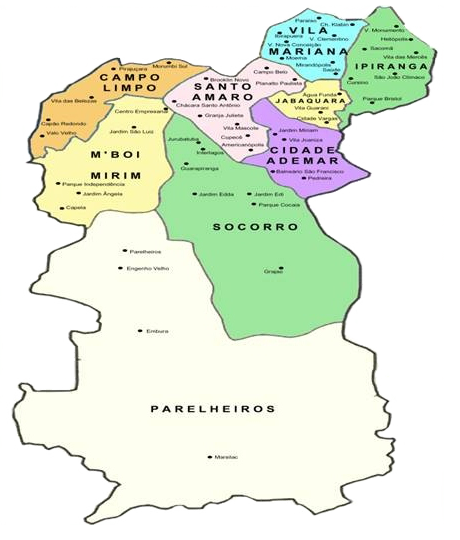 Paraíso
Ch. Klabin
Ibirapuera
VILA
V. Clementino
V. Nova Conceição
MARIANA
Moema
Mirandópolis
Saúde
V. Monumento
Heliópolis
Sacomã
Vila das Mercês
IPIRANGA
São João Clímaco
Cursino
Parque Bristol
Pirajuçara
Morumbi Sul
CAMPO
LIMPO
Vila das Belezas
Capão Redondo
Valo Velho
Campo Belo
Brooklin Novo
Planalto Paulista
SANTO
AMARO
Chácara Santo Antônio
Granja Julieta
Vila Mascote
Cupecê
Americanópolis
Água Funda
JABAQUARA
Vila Guarani
Cidade Vargas
Centro Empresarial
Jardim São Luiz
M'BOI
MIRIM
Parque Independência
Jardim Ângela
Capela
Jardim Miriam
Vila Joaniza
CIDADE
ADEMAR
Balneário São Francisco
Pedreira
Jurubatuba
Interlagos
Guarapiranga
Jardim Edda
Jardim Edi
Parque Cocaia
SOCORRO
Grajaú
Parelheiros
Engenho Velho
Embura
PARELHEIROS
Marsilac